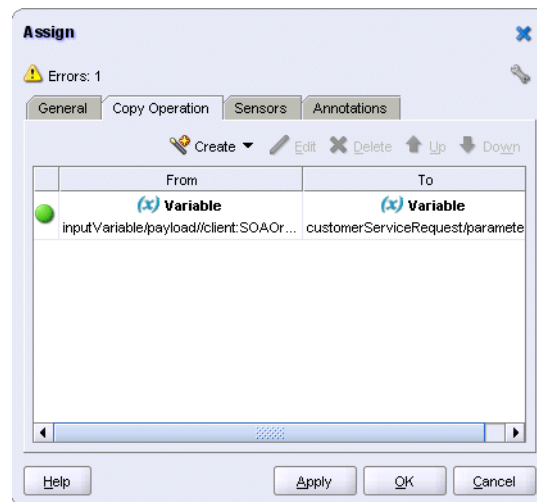 Assign
Errors: 1
General Copy Operation Sensors Annotations
Create Edit Delete Up Down
From To
(x) Variable (x) Variable
inputVariable/payload//client:SOAOr... customerServiceRequest/paramete
Help Apply OK Cancel